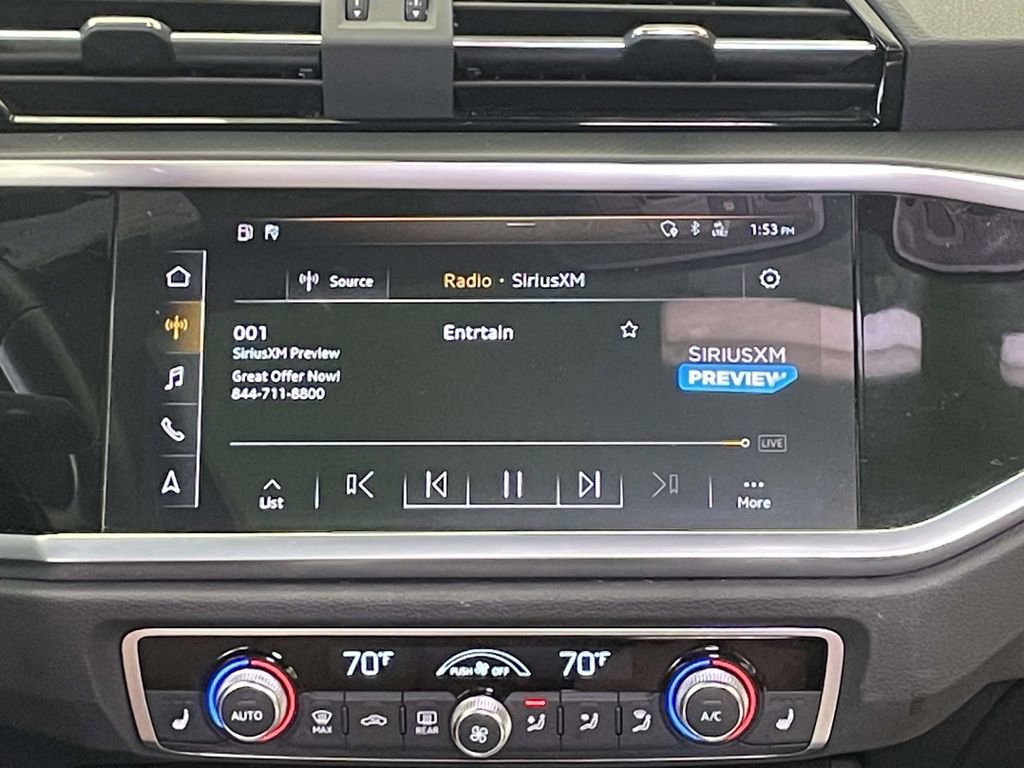 1:53 PM
Source
Radio • SiriusXM
001
Entrtain
SiriusXM Preview
Great Offer Now!
844-711-8800
SIRIUSXM
PREVIEW
LIVE
List
More
70°F
PUSH OFF
70°F
AUTO
MAX
REAR
A/C